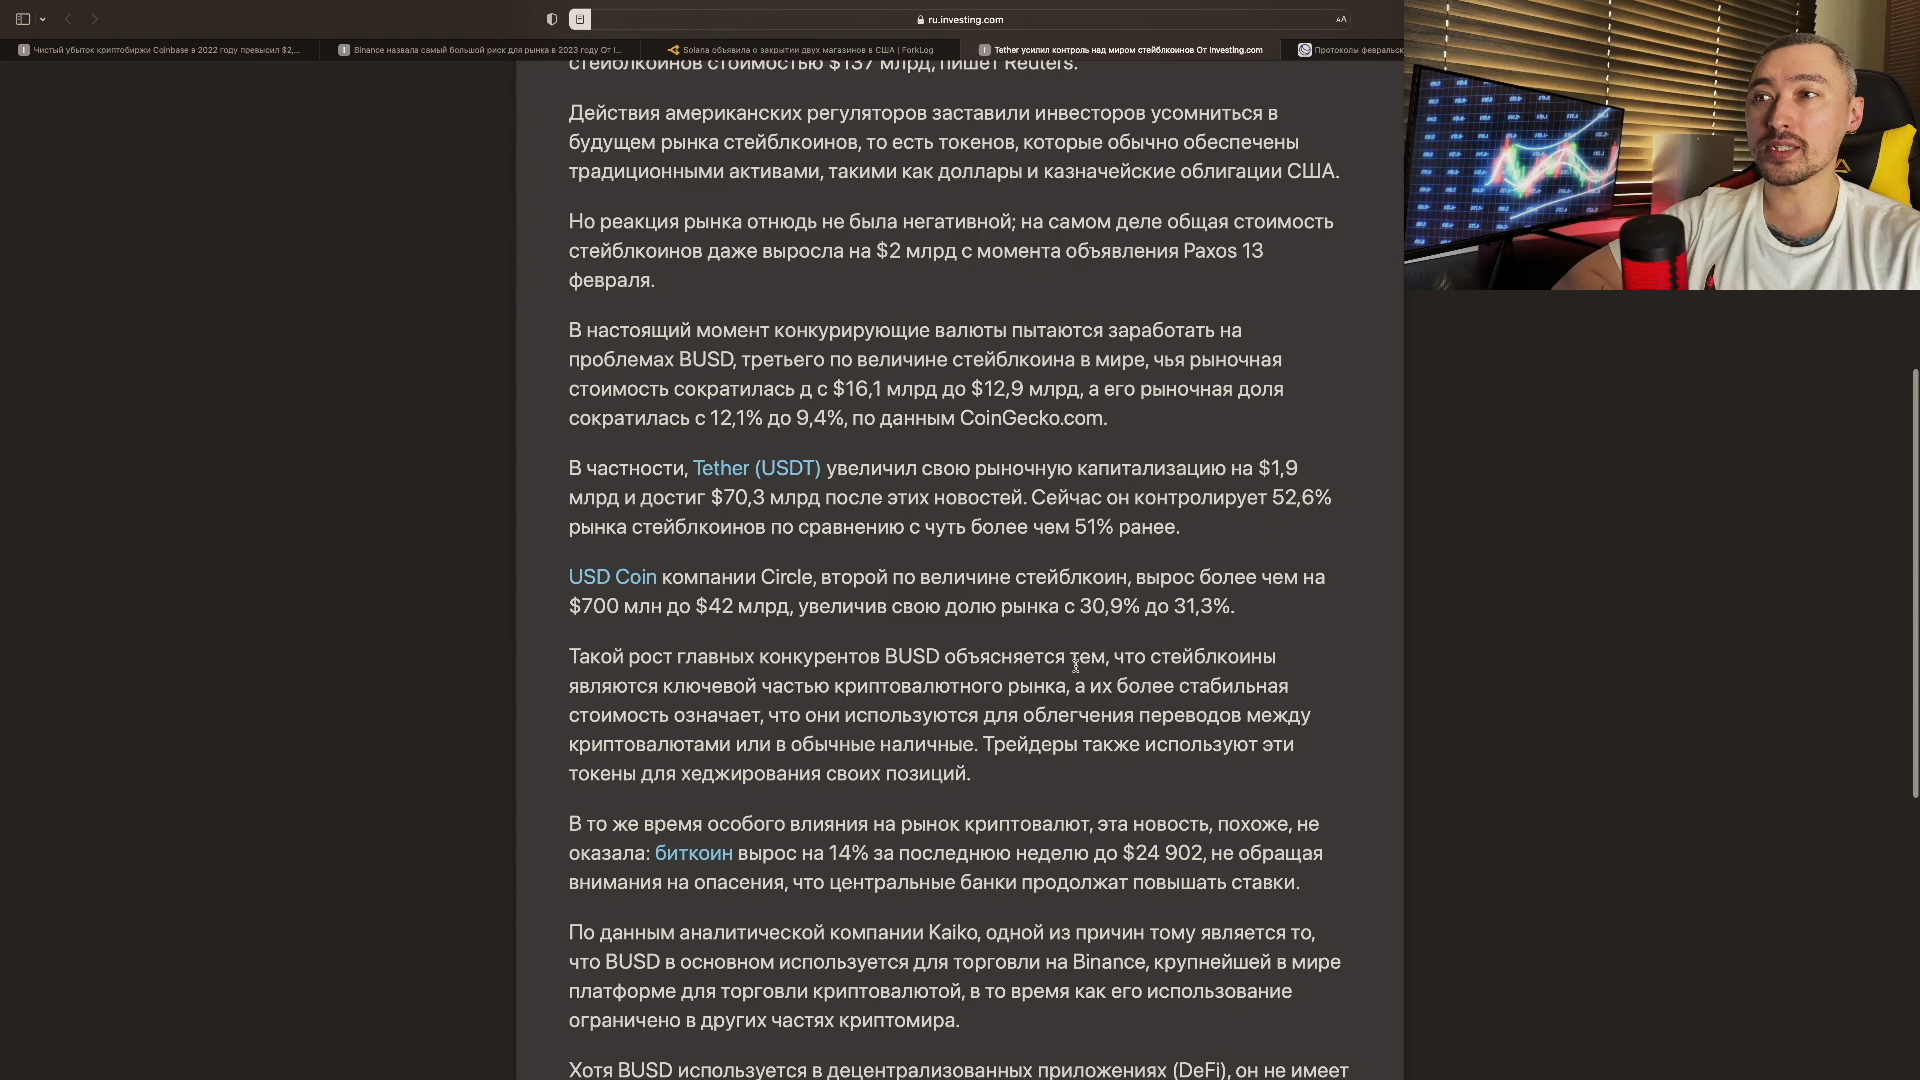 ru.investing.com
Чистый убыток криптобиржи Coinbase в 2022 году превысил $2,...
Binance назвала самый большой риск для рынка в 2023 году От I...
Solana объявила о закрытии двух магазинов в США | ForkLog
Tether усилил контроль над миром стейблкоинов От Investing.com
Протоколы февральск
стейблкоинов стоимостью $137 млрд, пишет Reuters.
Действия американских регуляторов заставили инвесторов усомниться в
будущем рынка стейблкоинов, то есть токенов, которые обычно обеспечены
традиционными активами, такими как доллары и казначейские облигации США.
Но реакция рынка отнюдь не была негативной; на самом деле общая стоимость
стейблкоинов даже выросла на $2 млрд с момента объявления Paxos 13
февраля.
В настоящий момент конкурирующие валюты пытаются заработать на
проблемах BUSD, третьего по величине стейблкоина в мире, чья рыночная
стоимость сократилась д с $16,1 млрд до $12,9 млрд, а его рыночная доля
сократилась с 12,1% до 9,4%, по данным CoinGecko.com.
В частности, Tether (USDT) увеличил свою рыночную капитализацию на $1,9
млрд и достиг $70,3 млрд после этих новостей. Сейчас он контролирует 52,6%
рынка стейблкоинов по сравнению с чуть более чем 51% ранее.
USD Coin компании Circle, второй по величине стейблкоин, вырос более чем на
$700 млн до $42 млрд, увеличив свою долю рынка с 30,9% до 31,3%.
Такой рост главных конкурентов BUSD объясняется тем, что стейблкоины
являются ключевой частью криптовалютного рынка, а их более стабильная
стоимость означает, что они используются для облегчения переводов между
криптовалютами или в обычные наличные. Трейдеры также используют эти
токены для хеджирования своих позиций.
В то же время особого влияния на рынок криптовалют, эта новость, похоже, не
оказала: биткоин вырос на 14% за последнюю неделю до $24 902, не обращая
внимания на опасения, что центральные банки продолжат повышать ставки.
По данным аналитической компании Kaiko, одной из причин тому является то,
что BUSD в основном используется для торговли на Binance, крупнейшей в мире
платформе для торговли криптовалютой, в то время как его использование
ограничено в других частях криптомира.
Хотя BUSD используется в децентрализованных приложениях (DeFi), он не имеет